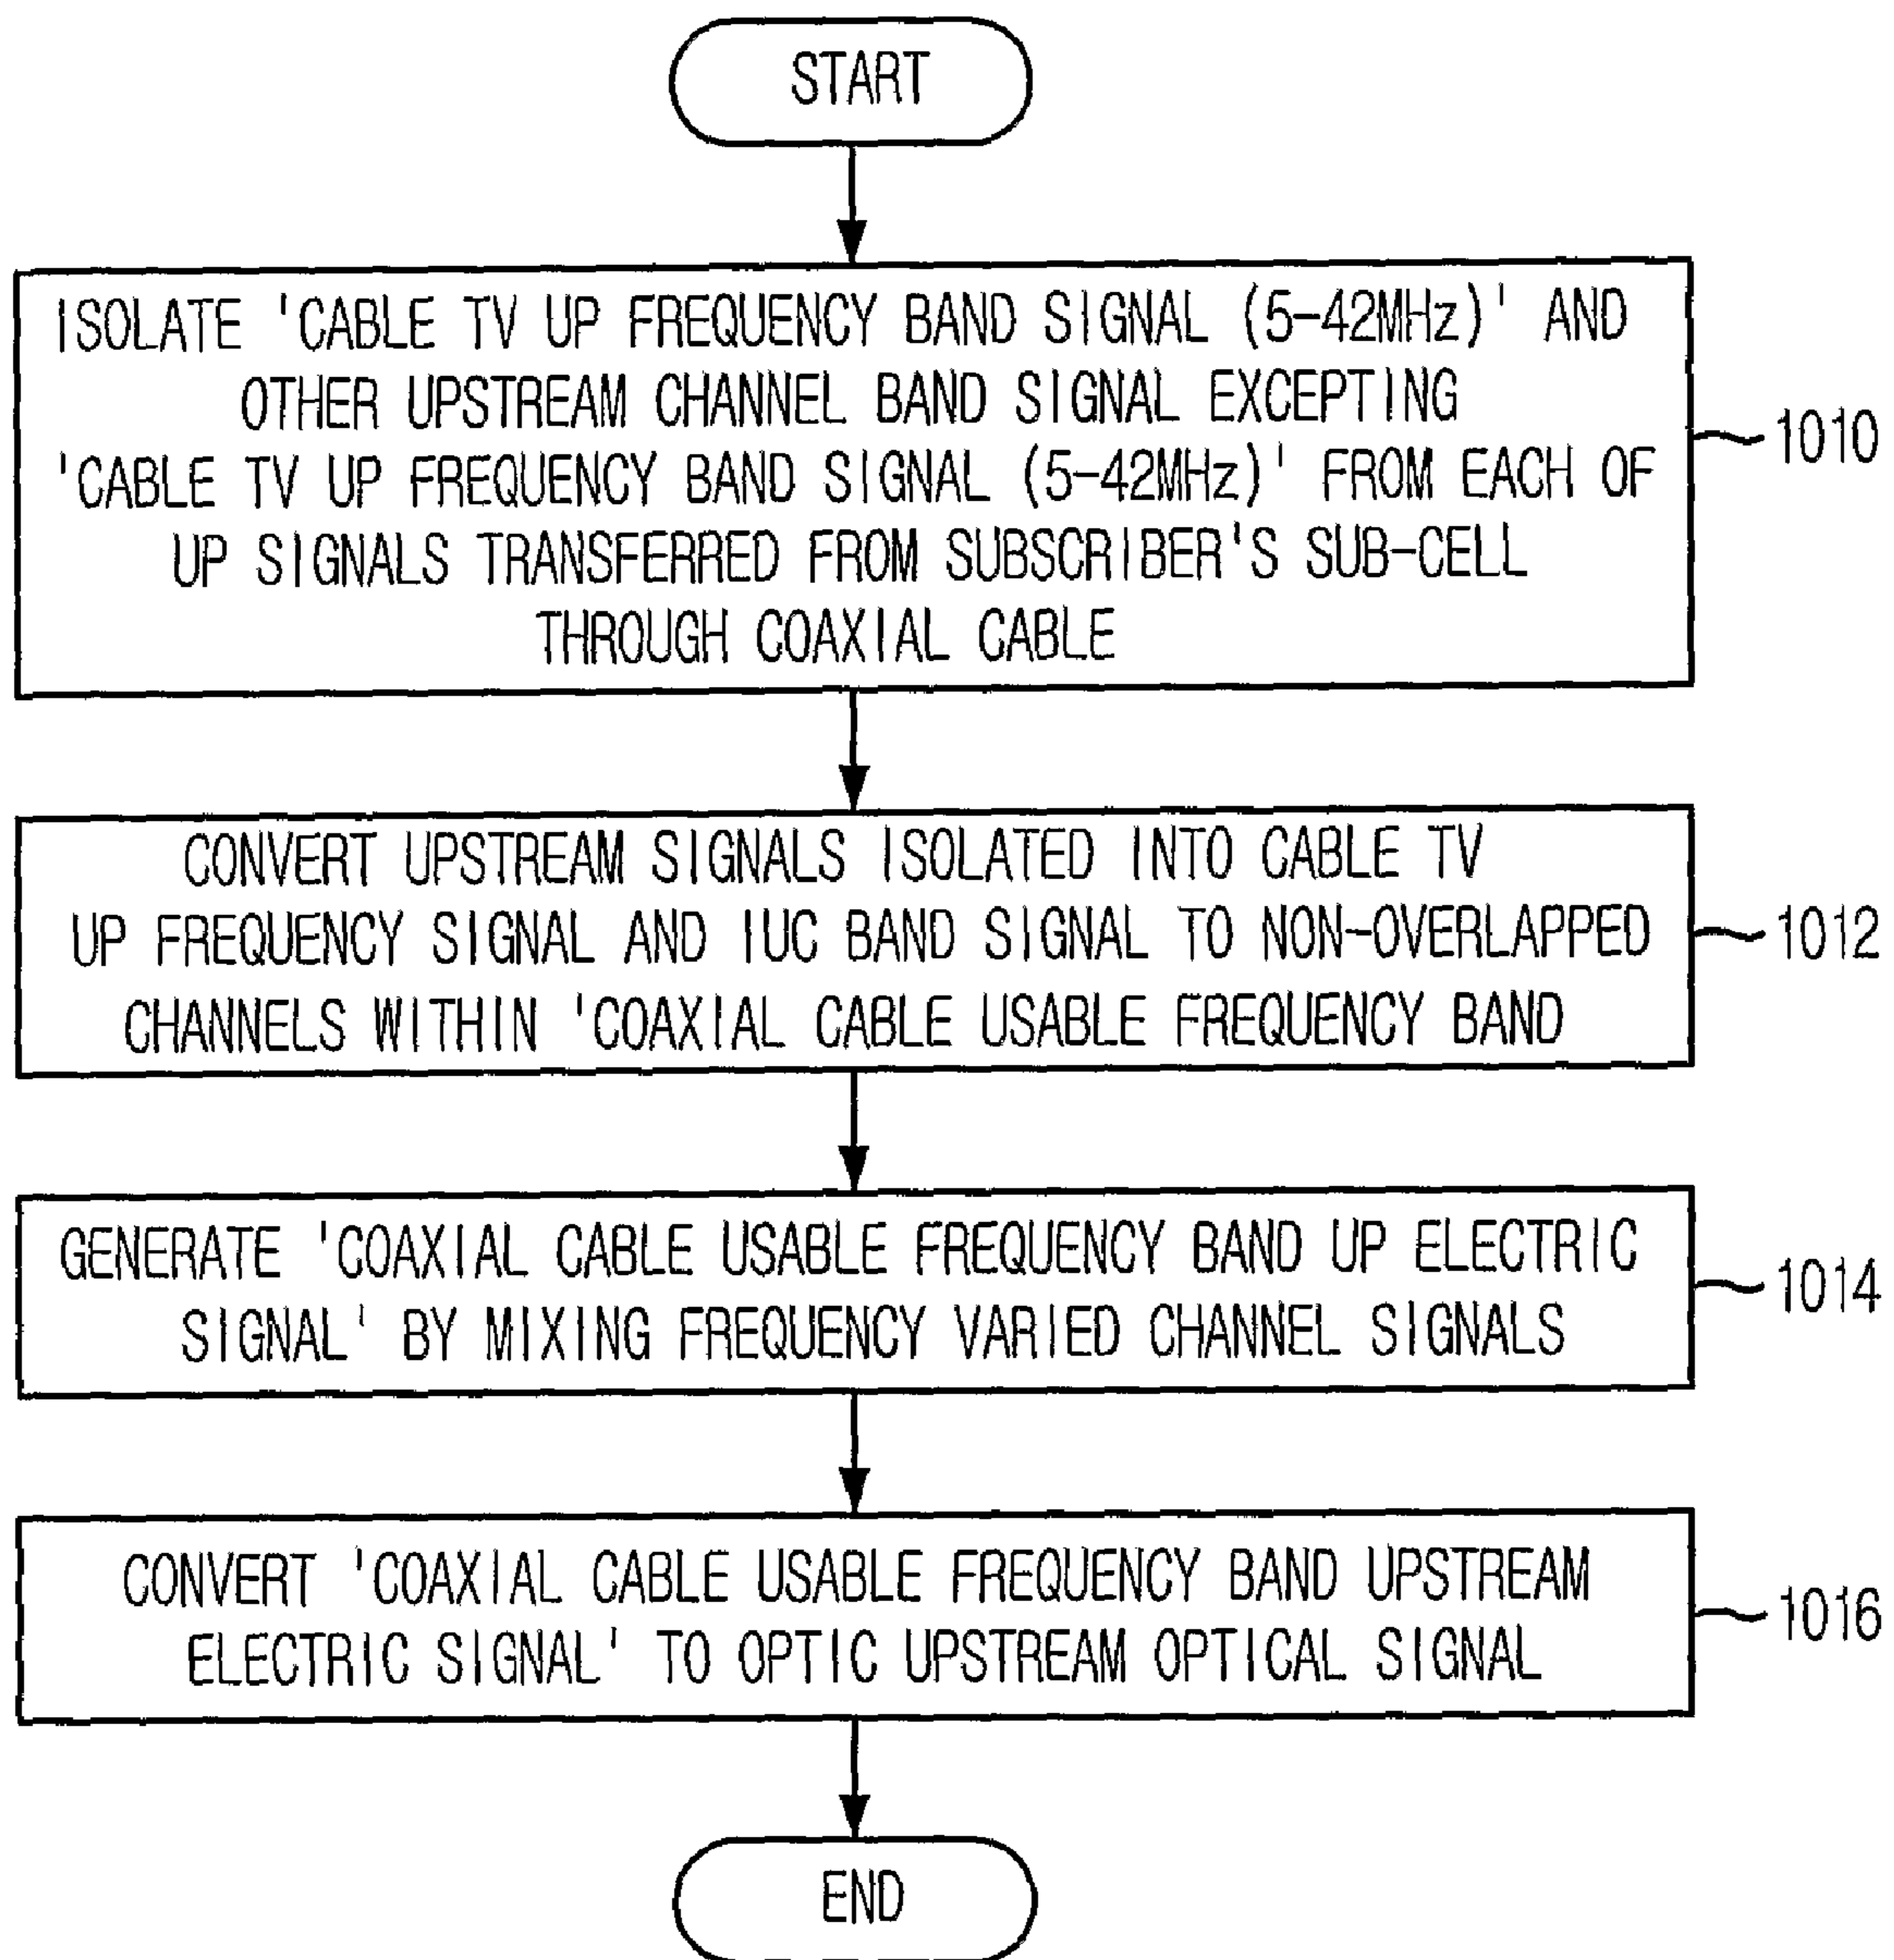 START
ISOLATE 'CABLE TV UP FREQUENCY BAND SIGNAL (5-42MHz)' AND
OTHER UPSTREAM CHANNEL BAND SIGNAL EXCEPTING
'CABLE TV UP FREQUENCY BAND SIGNAL (5-42MHz)' FROM EACH OF
UP SIGNALS TRANSFERRED FROM SUBSCRIBER'S SUB-CELL
THROUGH COAXIAL CABLE
1010
CONVERT UPSTREAM SIGNALS ISOLATED INTO CABLE TV
UP FREQUENCY SIGNAL AND IUC BAND SIGNAL TO NON-OVERLAPPED
CHANNELS WITHIN 'COAXIAL CABLE USABLE FREQUENCY BAND
1012
GENERATE 'COAXIAL CABLE USABLE FREQUENCY BAND UP ELECTRIC
SIGNAL' BY MIXING FREQUENCY VARIED CHANNEL SIGNALS
1014
CONVERT 'COAXIAL CABLE USABLE FREQUENCY BAND UPSTREAM
ELECTRIC SIGNAL' TO OPTIC UPSTREAM OPTICAL SIGNAL
1016
END